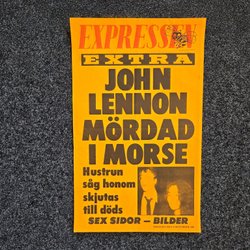 EXPRESSEN
EXTRA
JOHN
LENNON
MÖRDAD
I MORSE
Hustrun
såg honom
skjutas
till döds
SEX SIDOR – BILDER